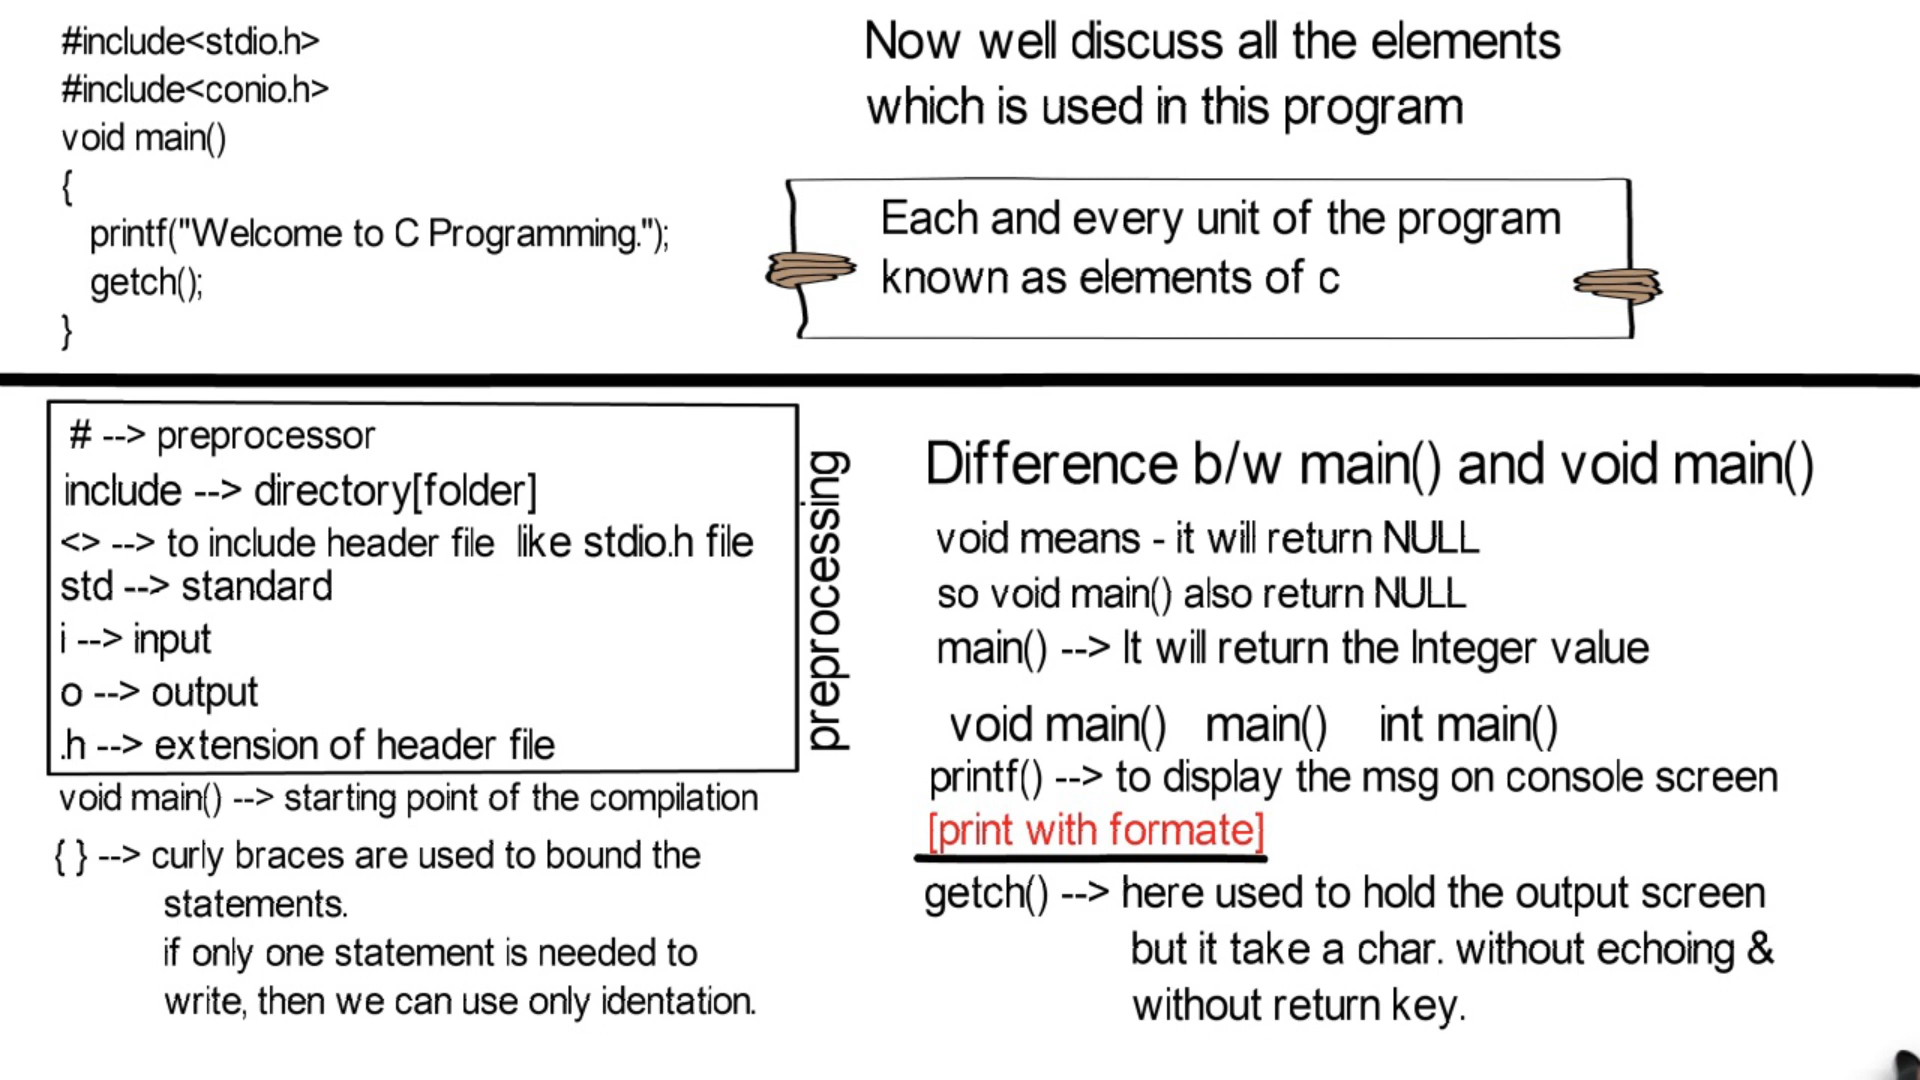 #include<stdio.h>
#include<conio.h>
void main()
{
printf("Welcome to C Programming.");
getch();
}
Now well discuss all the elements
which is used in this program
Each and every unit of the program
known as elements of c
# --> preprocessor
include --> directory[folder]
<> --> to include header file like stdio.h file
std --> standard
i --> input
o --> output
.h --> extension of header file
preprocessing
void main() --> starting point of the compilation
{ } --> curly braces are used to bound the
statements.
if only one statement is needed to
write, then we can use only identation.
Difference b/w main() and void main()
void means - it will return NULL
so void main() also return NULL
main() --> It will return the Integer value
void main() main() int main()
printf() --> to display the msg on console screen
[print with formate]
getch() --> here used to hold the output screen
but it take a char. without echoing &
without return key.